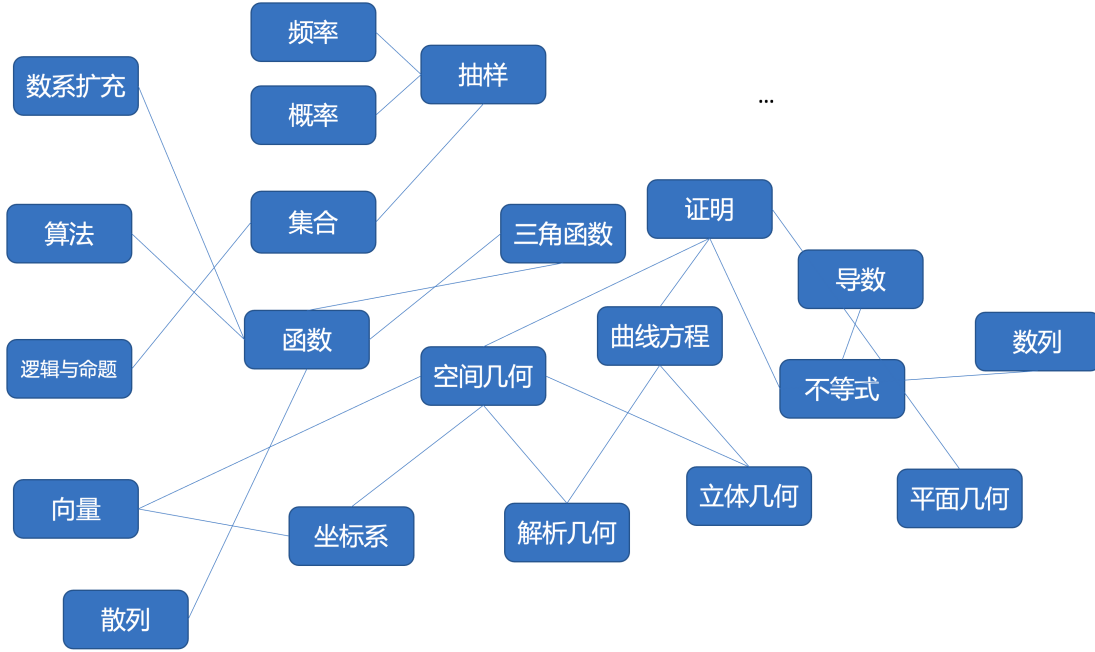 频率
数系扩充
抽样
概率
...
算法
集合
三角函数
证明
导数
逻辑与命题
函数
曲线方程
数列
空间几何
不等式
向量
坐标系
解析几何
立体几何
平面几何
散列